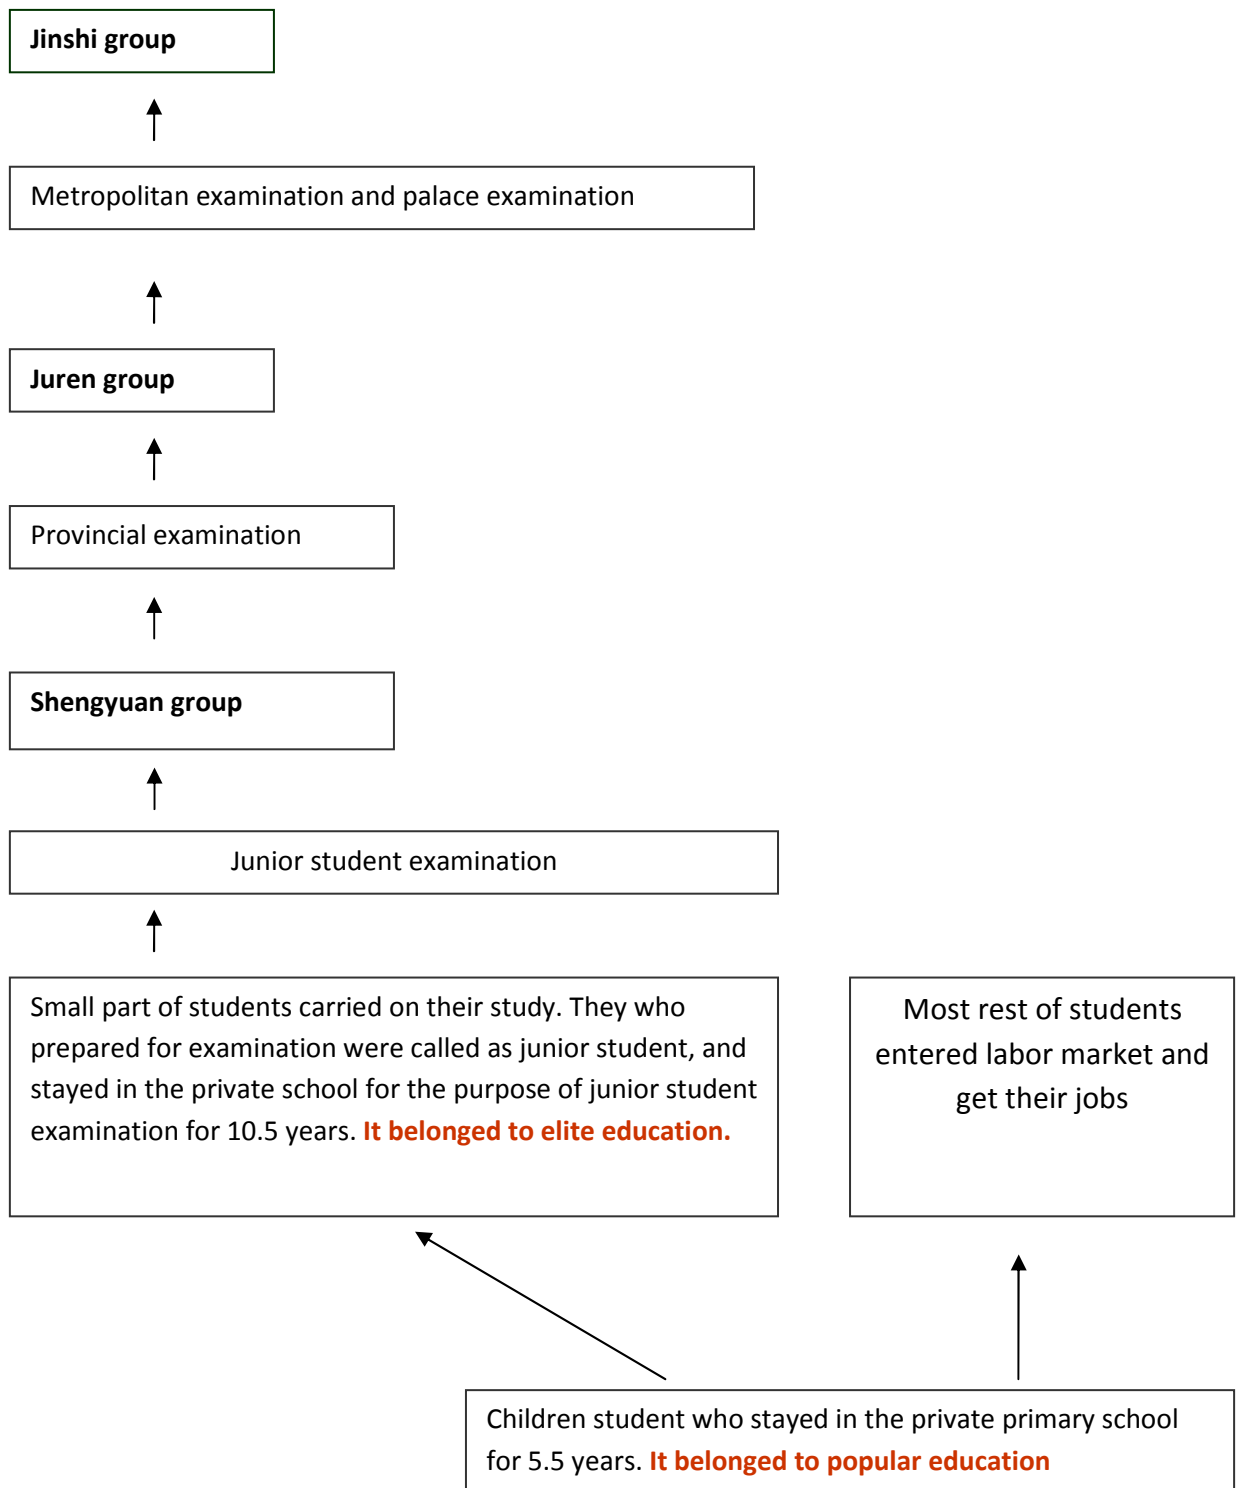 Jinshi group
Metropolitan examination and palace examination
Juren group
Provincial examination
Shengyuan group
Junior student examination
Small part of students carried on their study. They who
prepared for examination were called as junior student, and
stayed in the private school for the purpose of junior student
examination for 10.5 years. It belonged to elite education.
Most rest of students
entered labor market and
get their jobs
Children student who stayed in the private primary school
for 5.5 years. It belonged to popular education